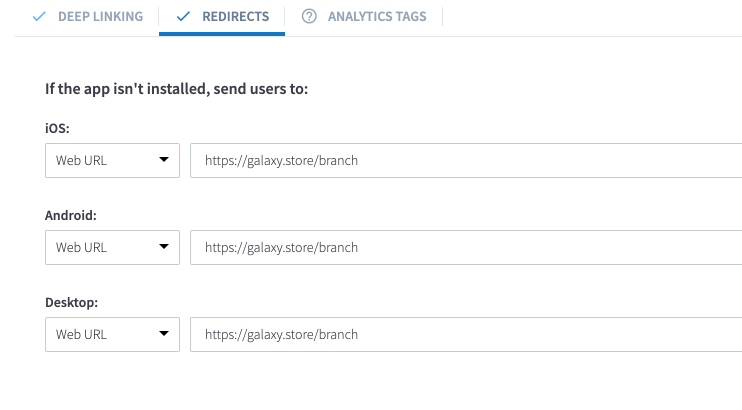 DEEP LINKING REDIRECTS ANALYTICS TAGS
If the app isn't installed, send users to:
iOS:
Web URL https://galaxy.store/branch
Android:
Web URL https://galaxy.store/branch
Desktop:
Web URL https://galaxy.store/branch